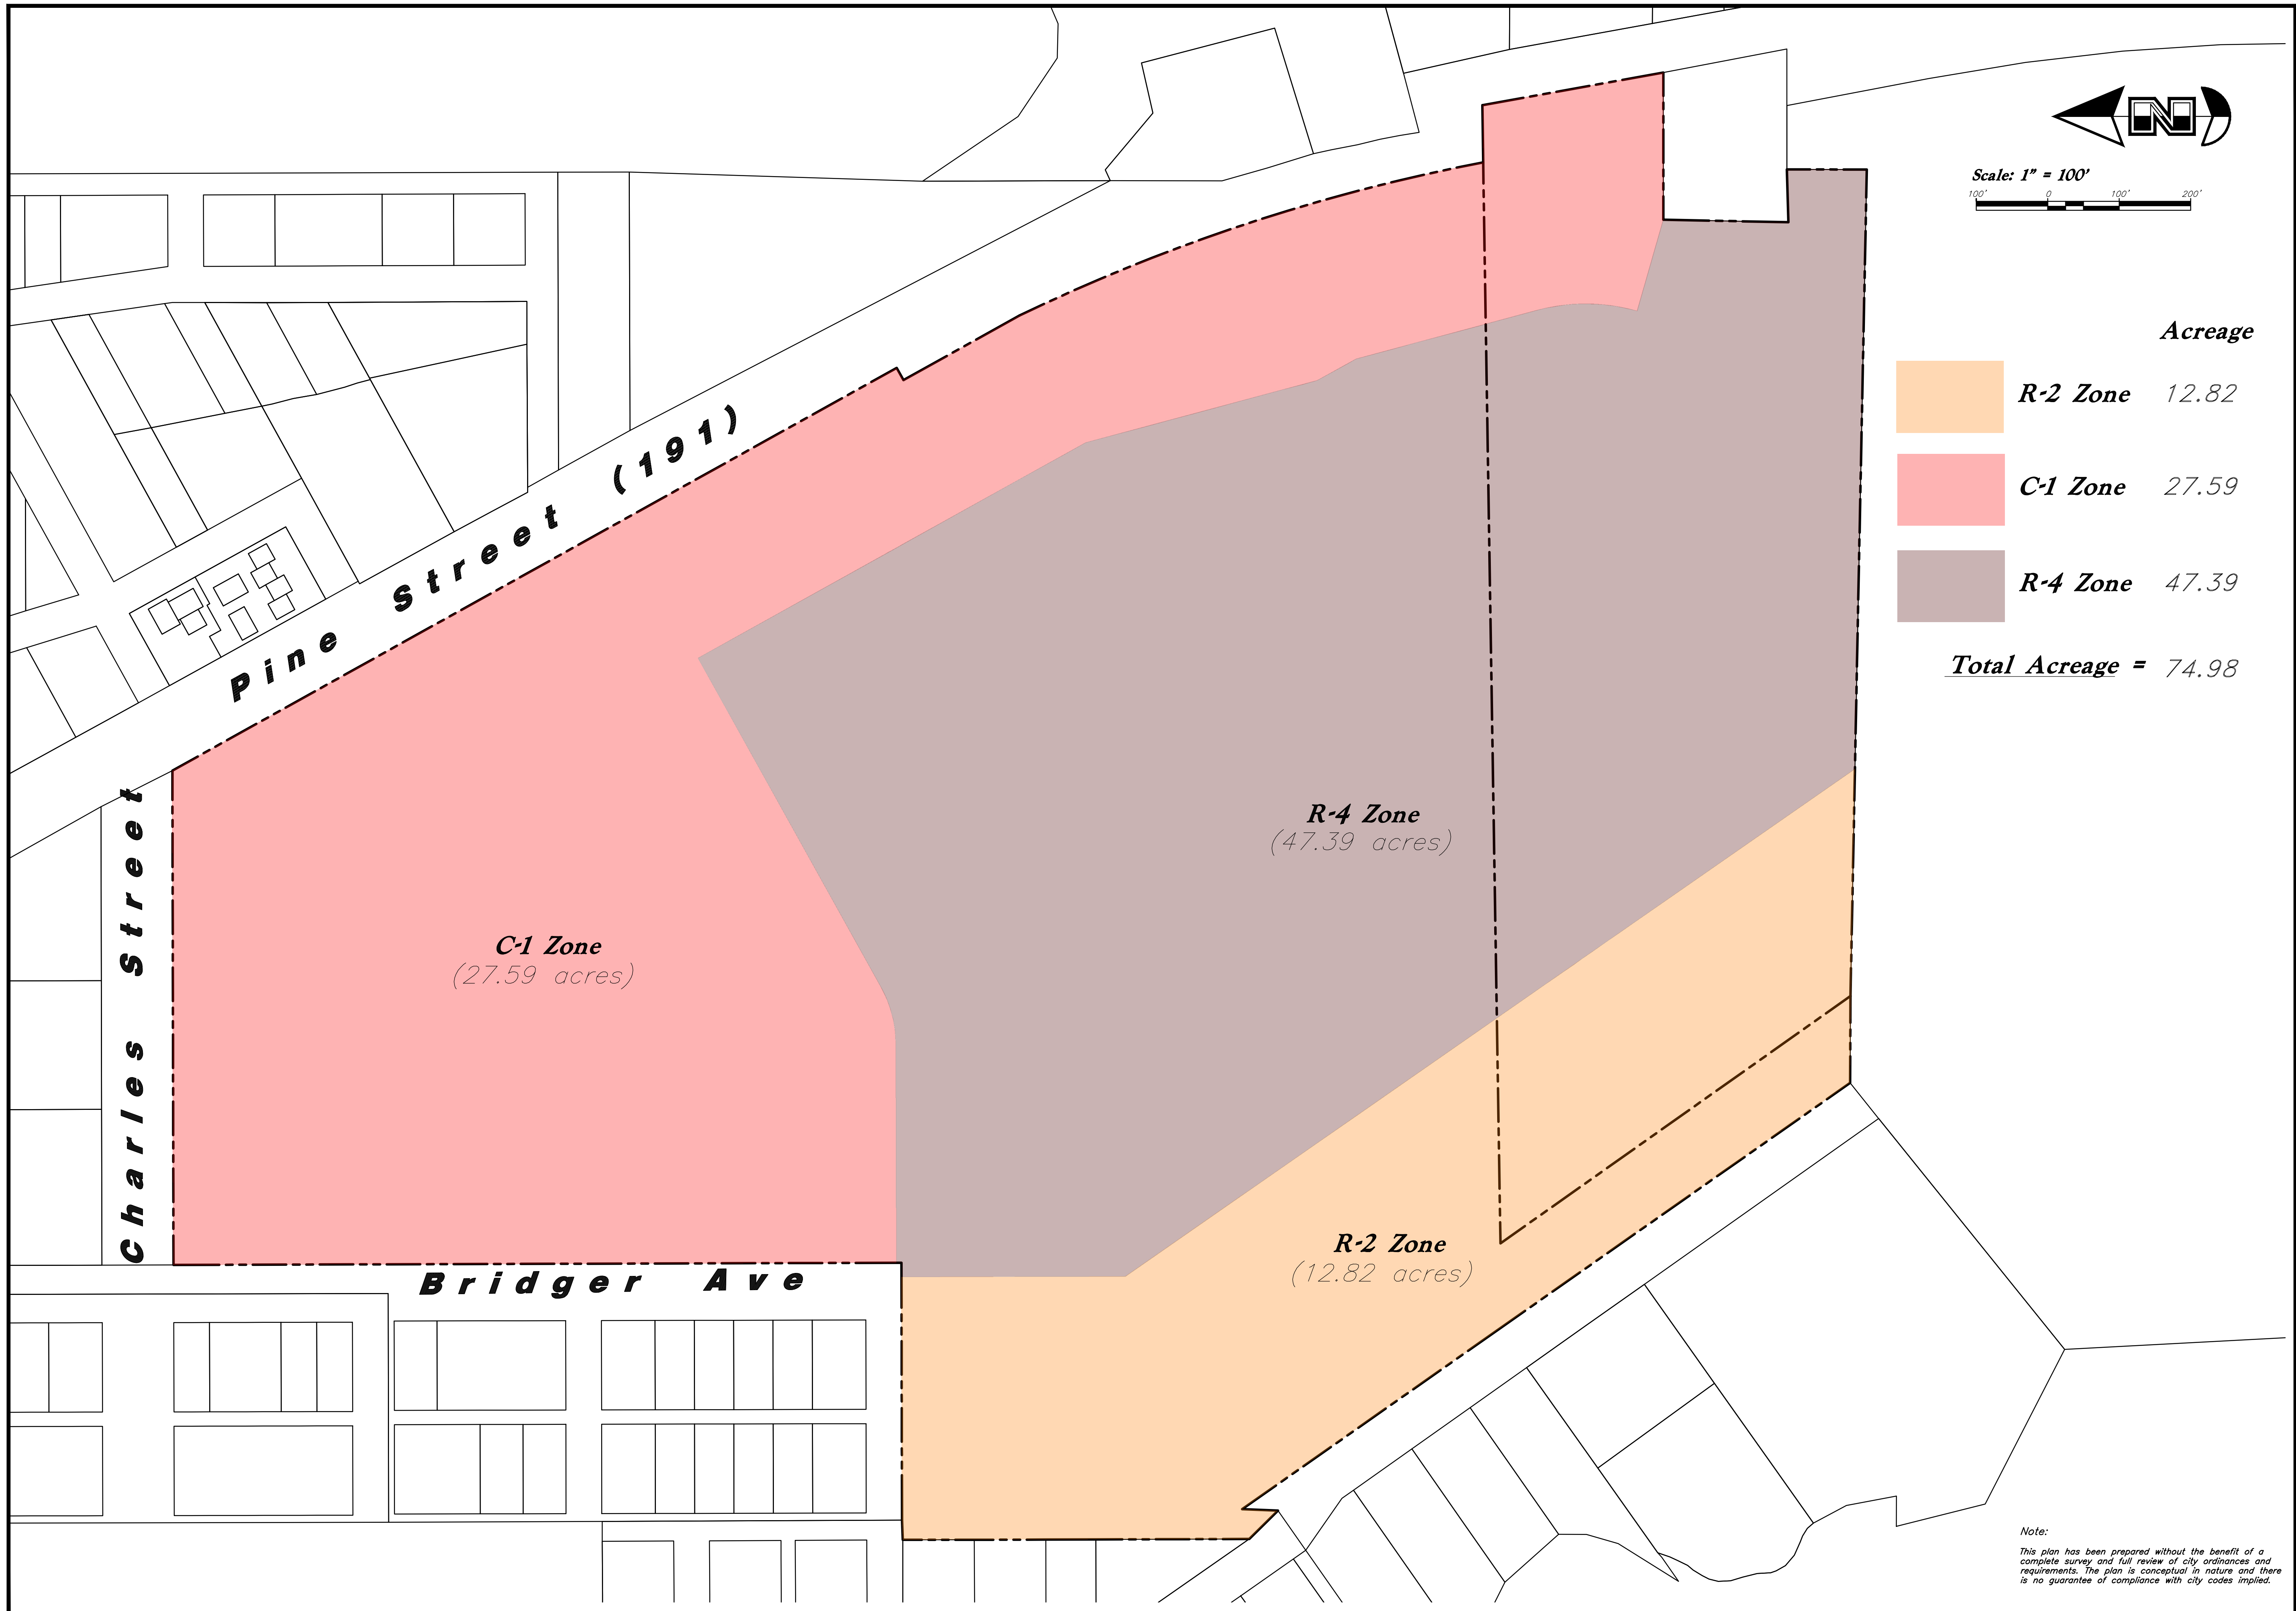 N
Scale: 1" = 100'
100' 0 100' 200'
Acreage
R-2 Zone 12.82
C-1 Zone 27.59
R-4 Zone 47.39
Total Acreage = 74.98
Pine Street (191)
Charles Street
R-4 Zone
(47.39 acres)
C-1 Zone
(27.59 acres)
R-2 Zone
(12.82 acres)
Bridger Ave
Note:
This plan has been prepared without the benefit of a
complete survey and full review of city ordinances and
requirements. The plan is conceptual in nature and there
is no guarantee of compliance with city codes implied.